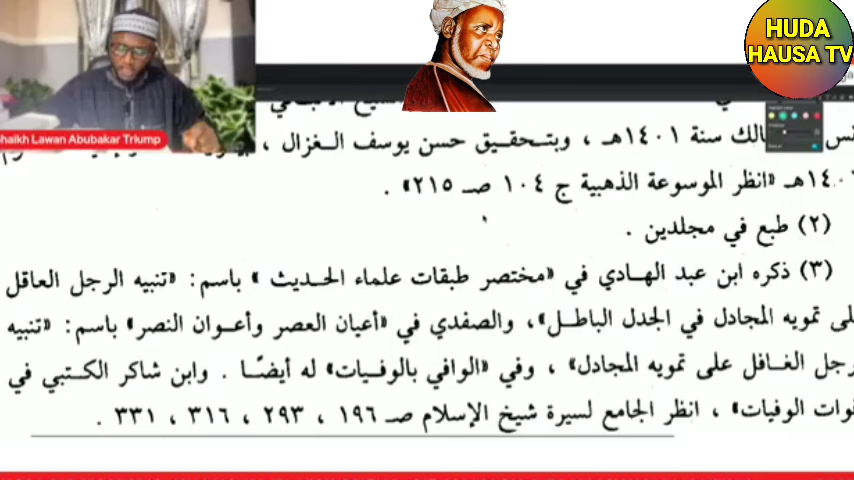 HUDA
HAUSA TV
Shaikh Lawan Abubakar Triump
مالك سنة ١٤٠١هـ ، وبتحقيق حسن يوسف الغزال ،
١٤٠هـ «انظر الموسوعة الذهبية ج ١٠٤ صـ ٢١٥» .
(٢) طبع في مجلدين .
(٣) ذكره ابن عبد الهادي في «مختصر طبقات علماء الحديث » باسم: «تنبيه الرجل العاقل
على تمويه المجادل في الجدل الباطل»، والصفدي في «أعيان العصر وأعوان النصر» باسم: «تنبيه
الرجل الغافل على تمويه المجادل» ، وفي «الوافي بالوفيات» له أيضًا . وابن شاكر الكتبي في
فوات الوفيات» ، انظر الجامع لسيرة شيخ الإسلام صـ ١٩٦ ، ٢٩٣ ، ٣١٦ ، ٣٣١ .